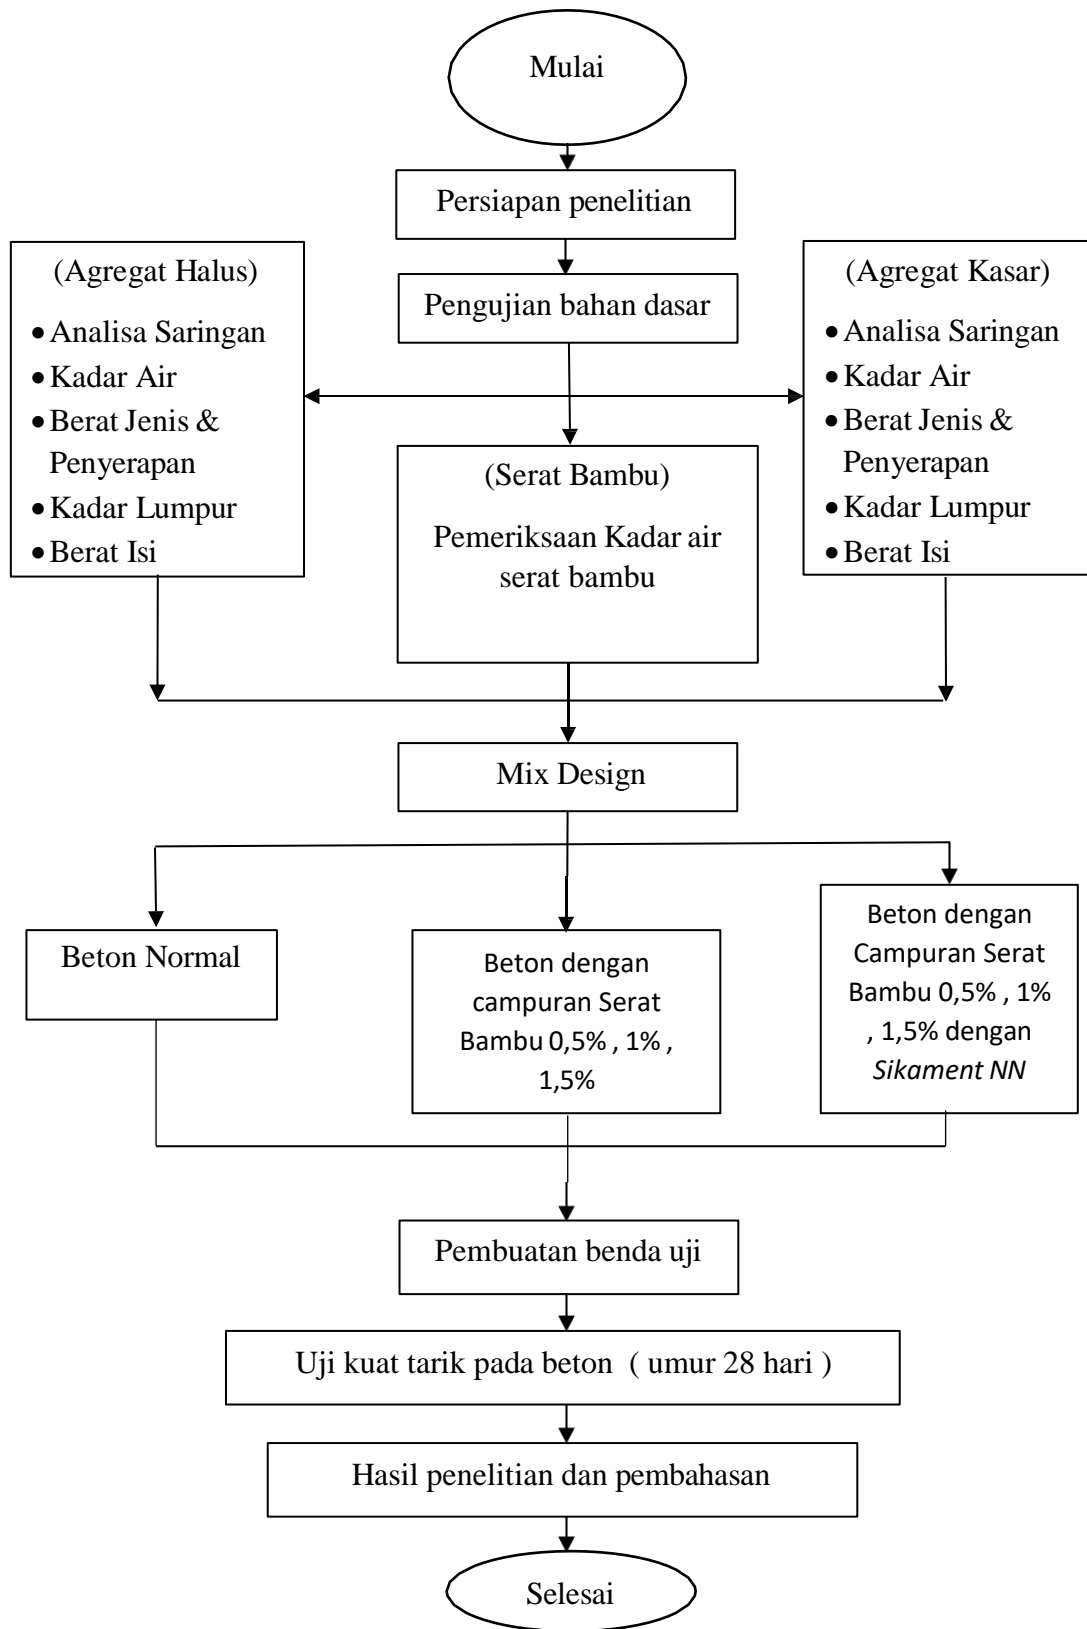 Mulai
Persiapan penelitian
Pengujian bahan dasar
(Agregat Halus)
• Analisa Saringan
• Kadar Air
• Berat Jenis &
Penyerapan
• Kadar Lumpur
• Berat Isi
(Serat Bambu)
Pemeriksaan Kadar air
serat bambu
(Agregat Kasar)
• Analisa Saringan
• Kadar Air
• Berat Jenis &
Penyerapan
• Kadar Lumpur
• Berat Isi
Mix Design
Beton Normal
Beton dengan
campuran Serat
Bambu 0,5% , 1% ,
1,5%
Beton dengan
Campuran Serat
Bambu 0,5% , 1%
, 1,5% dengan
Sikament NN
Pembuatan benda uji
Uji kuat tarik pada beton ( umur 28 hari )
Hasil penelitian dan pembahasan
Selesai